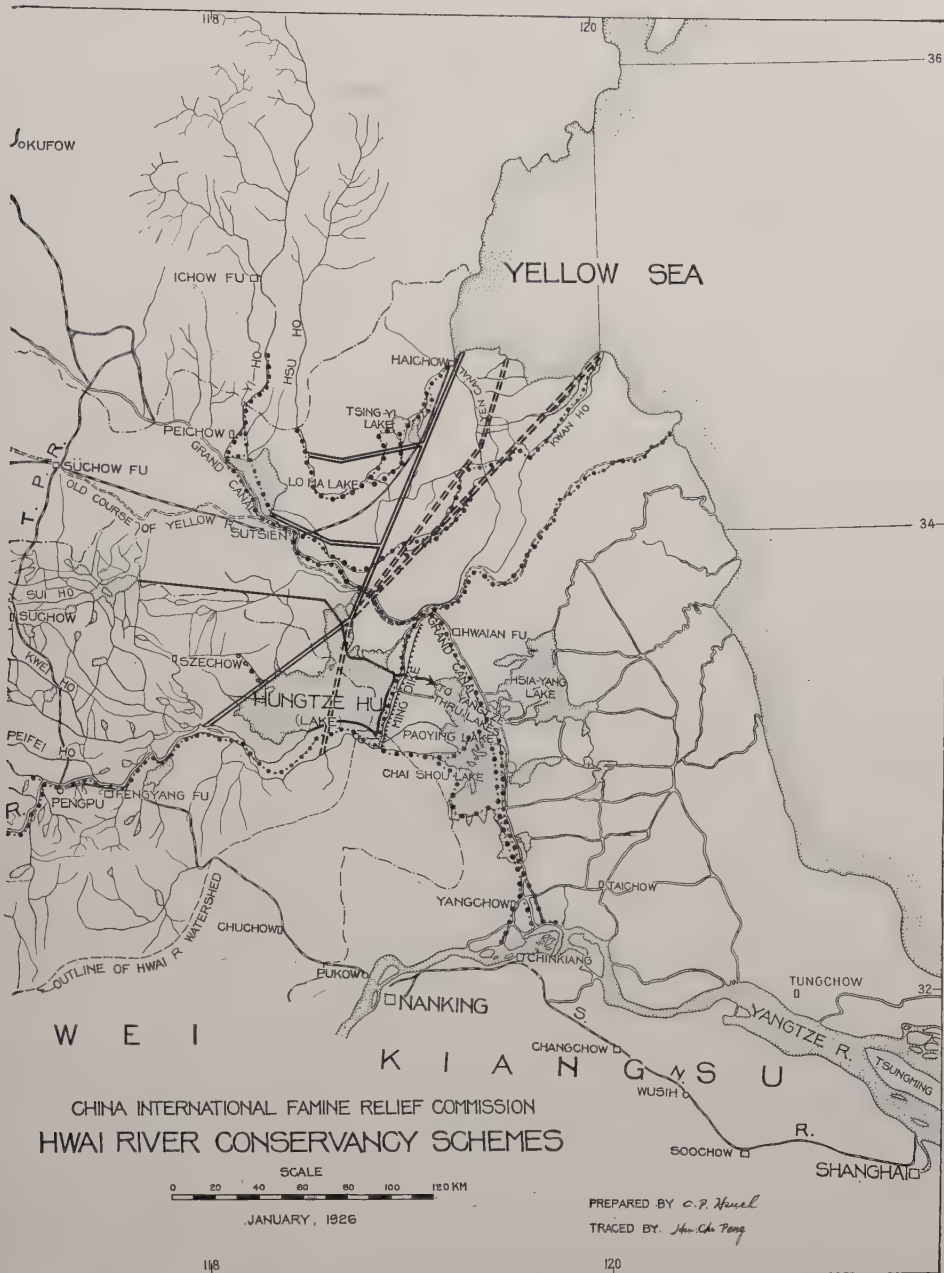 118
120
36
KUFOW
ICHOW FU
YELLOW SEA
YI-HO
HSU HO
HAICHOW
TSING-YI
LAKE
YEN CANAL
KWAN HO
PEICHOW
GRAND
CANAL
LO MA LAKE
T. P. R.
SUCHOW FU
OLD COURSE OF YELLOW R.
SUTSIEN
34
SUI HO
SUCHOW
KWEI HO
SZECHOW
HWAIAN FU
GRAND CANAL
HSIA-YANG
LAKE
HUNGTZE HU
(LAKE)
MING DIKE
TO YANGTZE
THRU LAKES
PAOYING LAKE
PEIFEI HO
CHAI SHOU LAKE
R.
PENGPU
FENGYANG FU
YANGCHOW
TAICHOW
CHUCHOW
OUTLINE OF HWAI R WATERSHED
PUKOW
CHINKIANG
NANKING
TUNGCHOW
32
YANGTZE R.
TSUNGMING
W E I
K I A N G S U
S. N. R.
CHANGCHOW
WUSIH
SOOCHOW
SHANGHAI
CHINA INTERNATIONAL FAMINE RELIEF COMMISSION
HWAI RIVER CONSERVANCY SCHEMES
SCALE
0 20 40 60 80 100 120 KM
JANUARY, 1926
PREPARED BY C.P. Hsueh
TRACED BY.
118
120